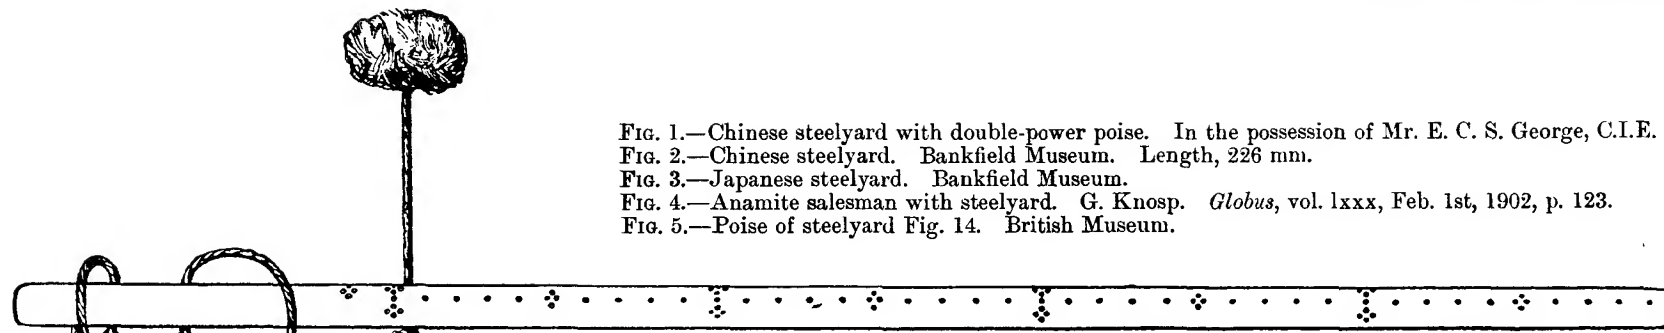 FIG. 1.—Chinese steelyard with double-power poise. In the possession of Mr. E. C. S. George, C.I.E.
FIG. 2.—Chinese steelyard. Bankfield Museum. Length, 226 mm.
FIG. 3.—Japanese steelyard. Bankfield Museum.
FIG. 4.—Anamite salesman with steelyard. G. Knosp. Globus, vol. lxxx, Feb. 1st, 1902, p. 123.
FIG. 5.—Poise of steelyard Fig. 14. British Museum.